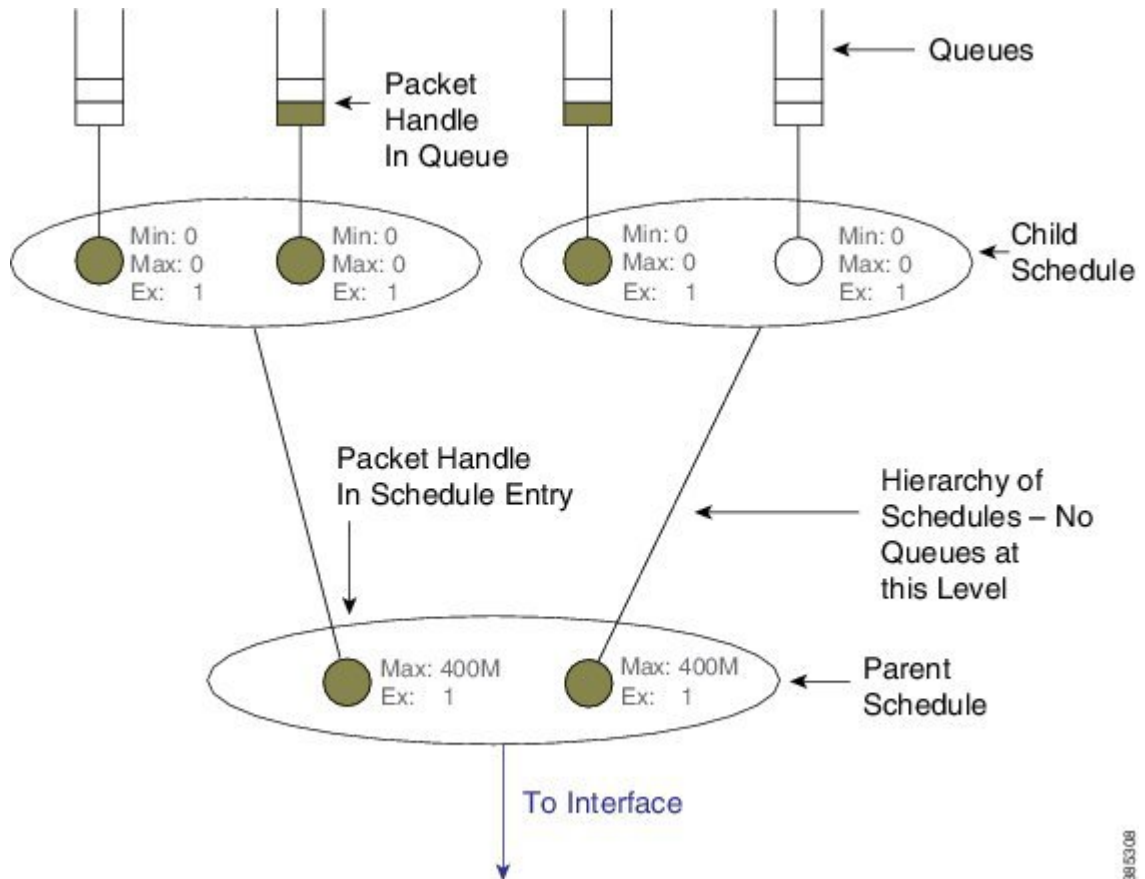 Queues
Packet
Handle
In Queue
Min: 0
Max: 0
Ex: 1
Min: 0
Max: 0
Ex: 1
Min: 0
Max: 0
Ex: 1
Min: 0
Max: 0
Ex: 1
Child
Schedule
Packet Handle
In Schedule Entry
Hierarchy of
Schedules – No
Queues at
this Level
Max: 400M
Ex: 1
Max: 400M
Ex: 1
Parent
Schedule
To Interface
385308